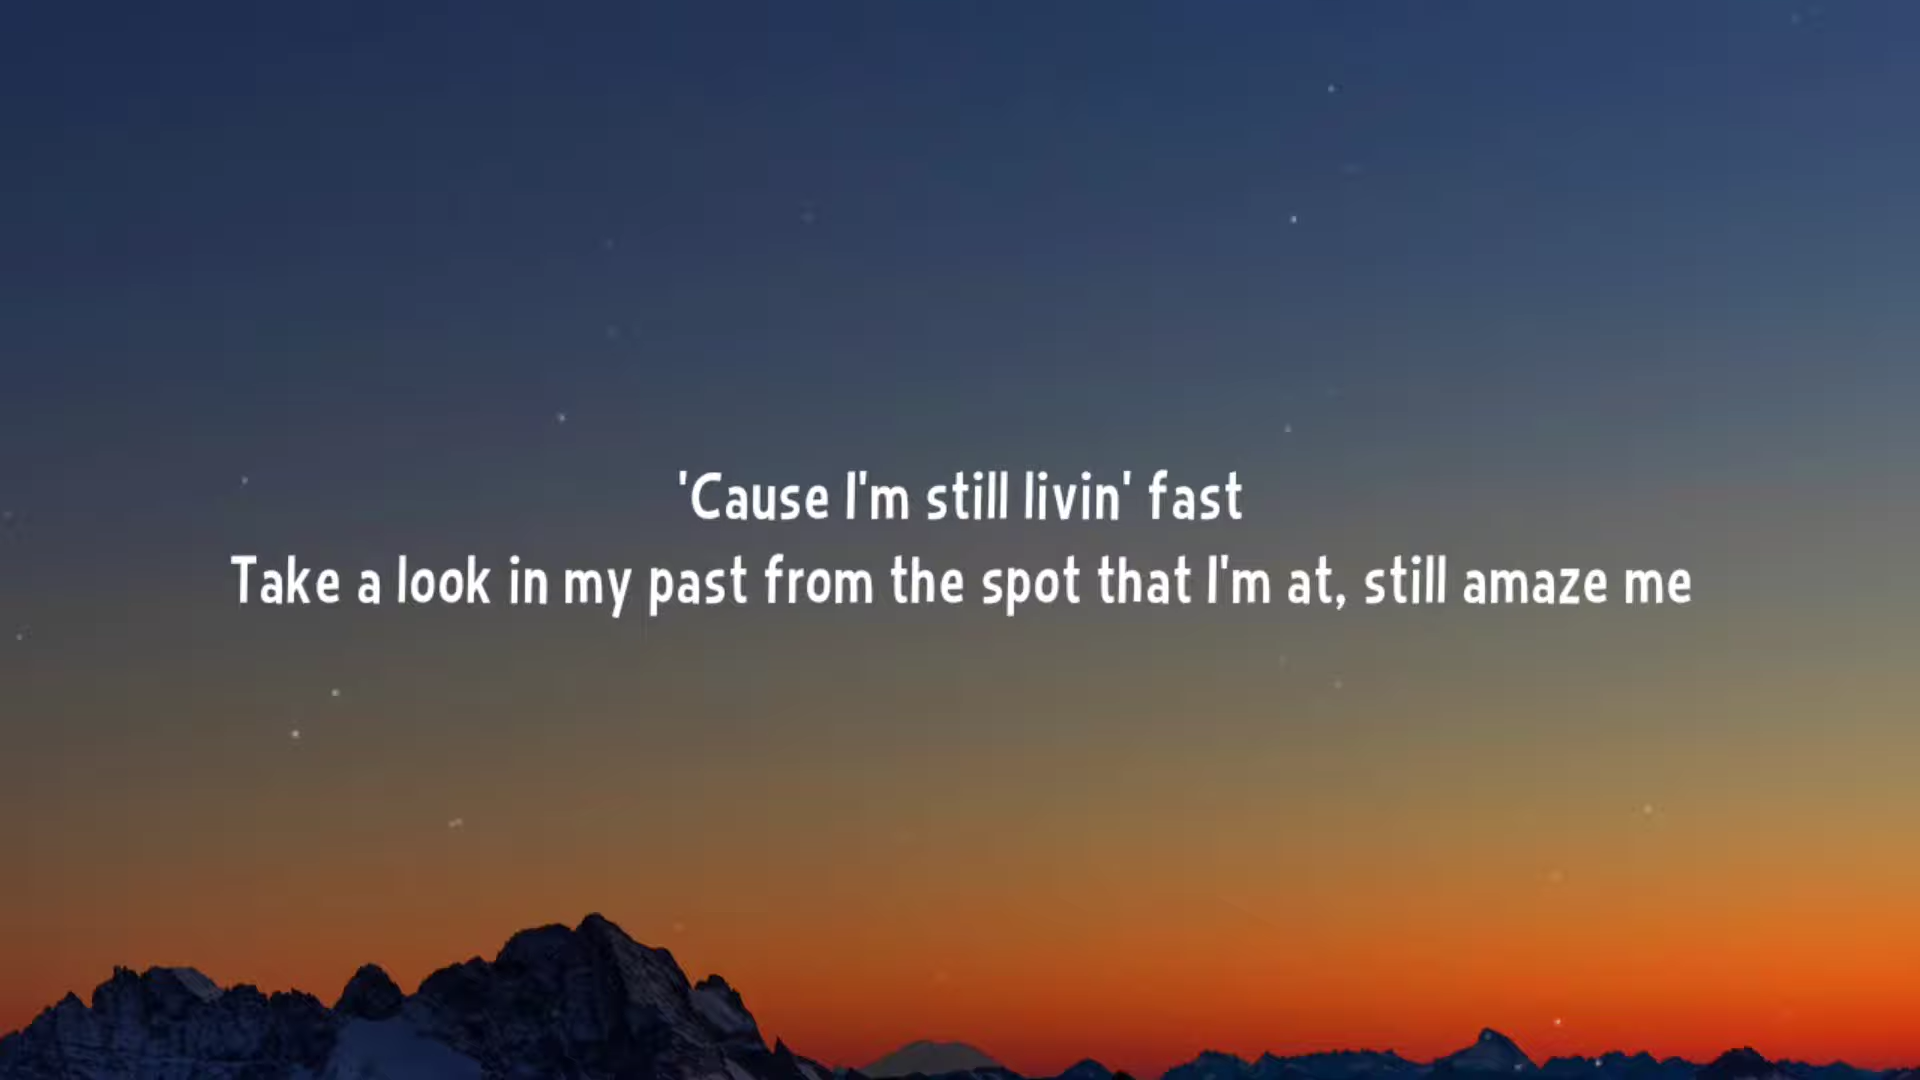 'Cause I'm still livin' fast
Take a look in my past from the spot that I'm at, still amaze me